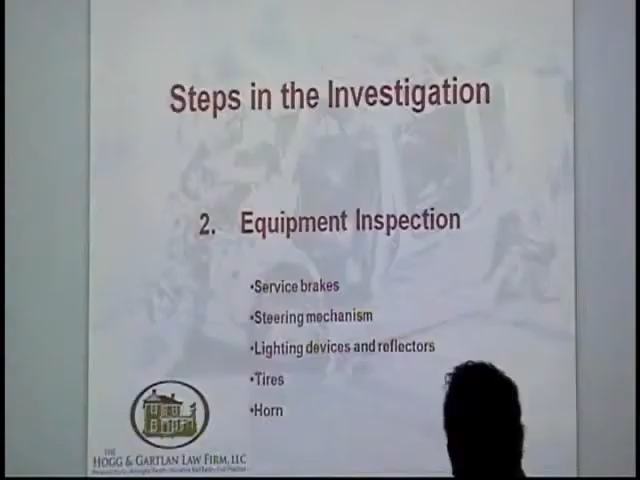 Steps in the Investigation
2. Equipment Inspection
•Service brakes
•Steering mechanism
•Lighting devices and reflectors
•Tires
•Horn
THE
HOGG & GARTLAN LAW FIRM, LLC